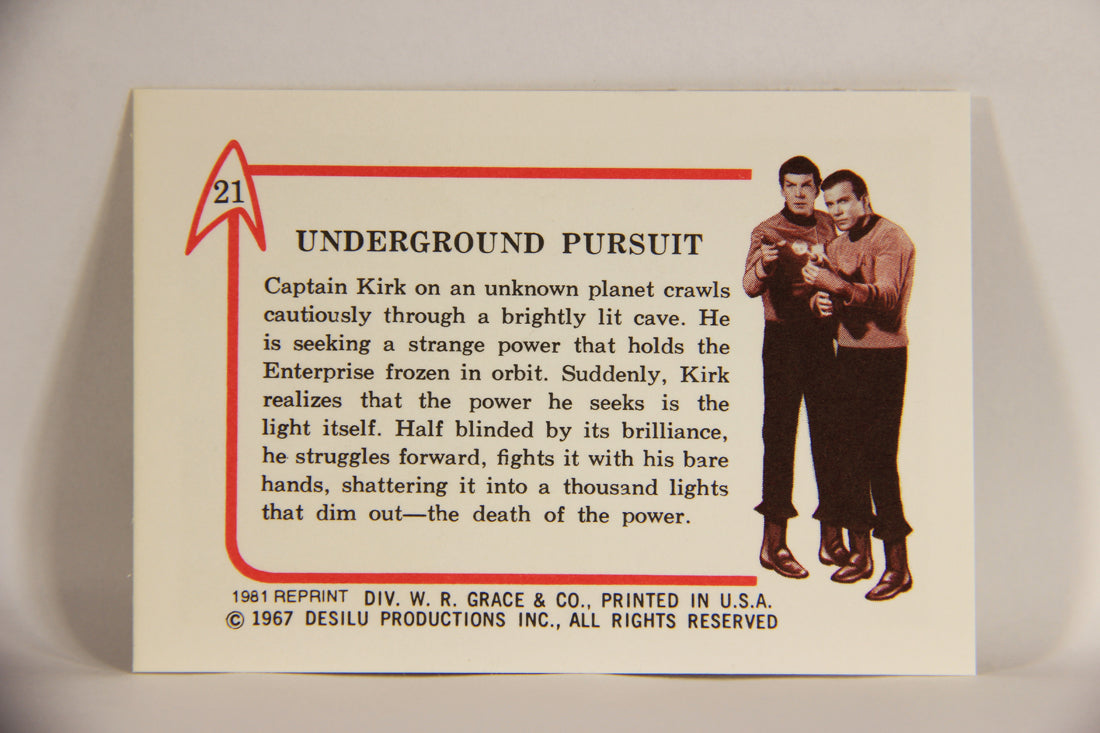 21
UNDERGROUND PURSUIT
Captain Kirk on an unknown planet crawls
cautiously through a brightly lit cave. He
is seeking a strange power that holds the
Enterprise frozen in orbit. Suddenly, Kirk
realizes that the power he seeks is the
light itself. Half blinded by its brilliance,
he struggles forward, fights it with his bare
hands, shattering it into a thousand lights
that dim out—the death of the power.
1981 REPRINT DIV. W. R. GRACE & CO., PRINTED IN U.S.A.
© 1967 DESILU PRODUCTIONS INC., ALL RIGHTS RESERVED